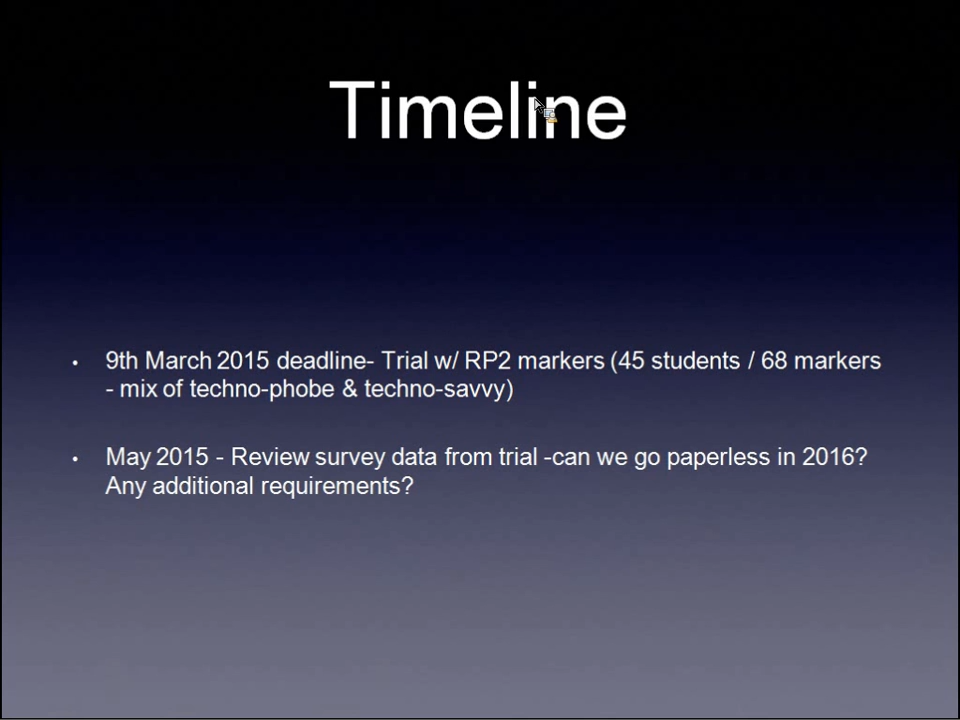 Timeline
• 9th March 2015 deadline- Trial w/ RP2 markers (45 students / 68 markers
- mix of techno-phobe & techno-savvy)
• May 2015 - Review survey data from trial -can we go paperless in 2016?
Any additional requirements?